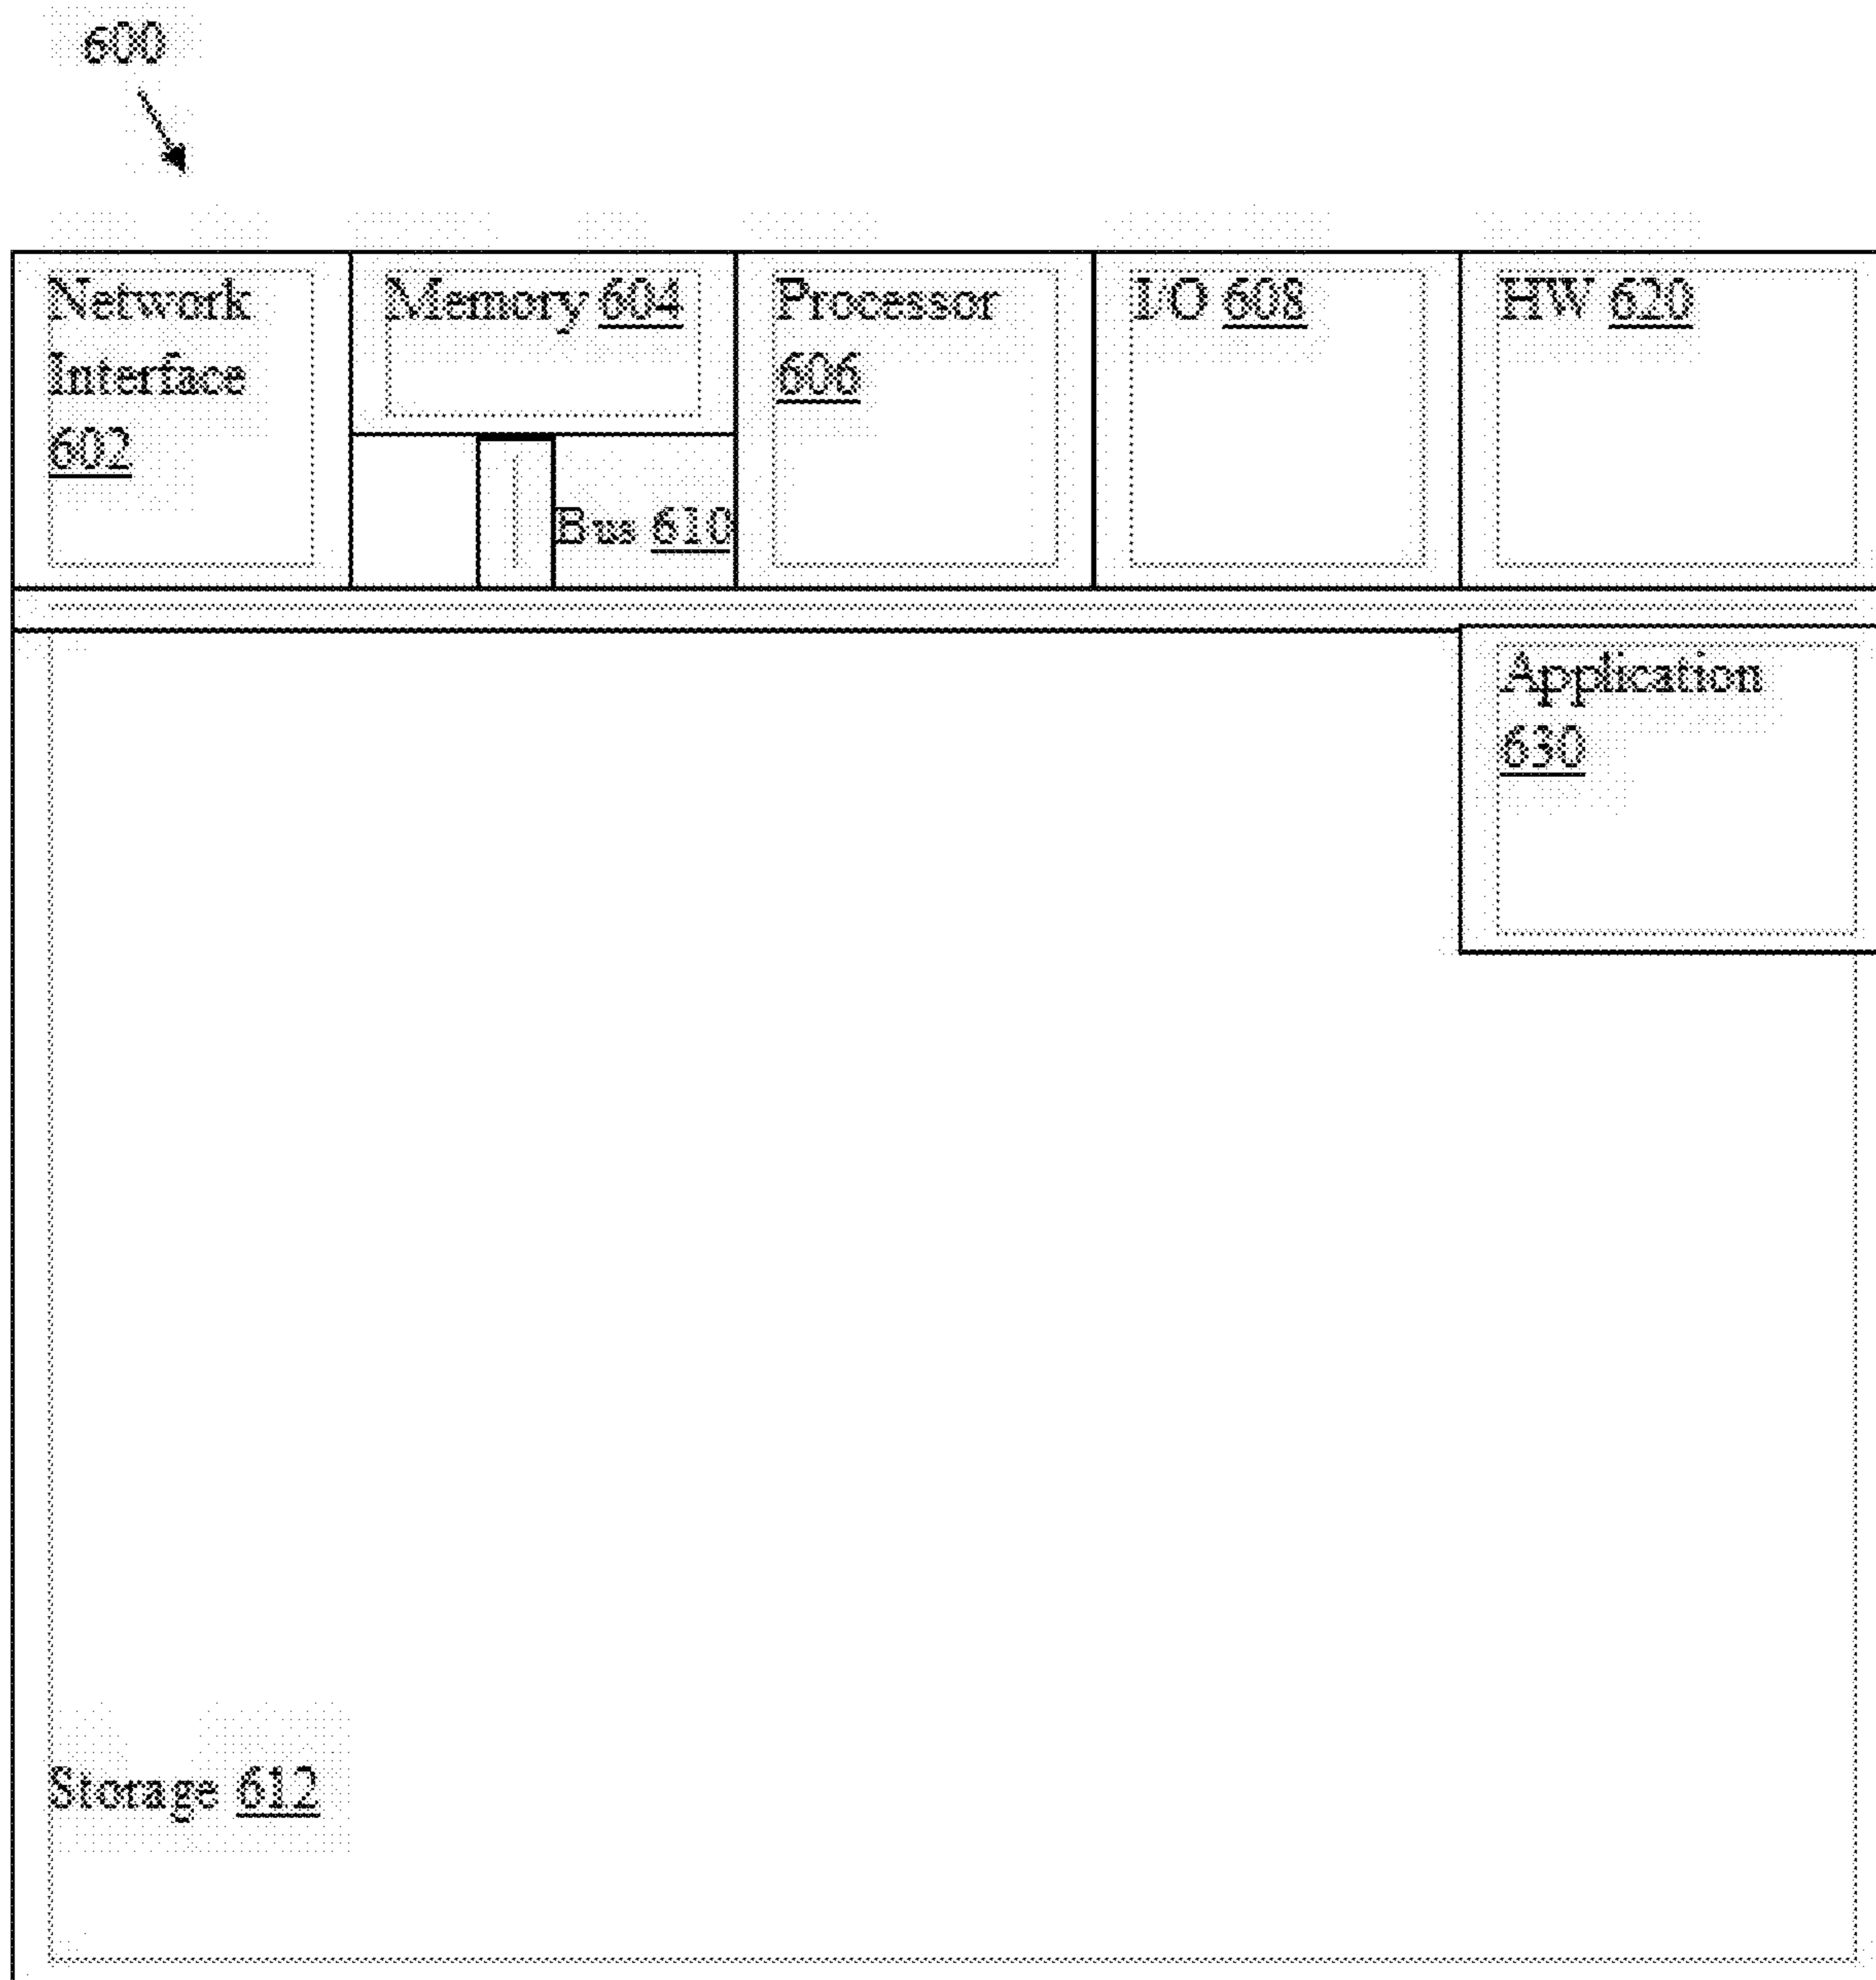 600
Network
Interface
602
Memory 604
Processor
606
I/O 608
HW 620
Bus 610
Application
630
Storage 612